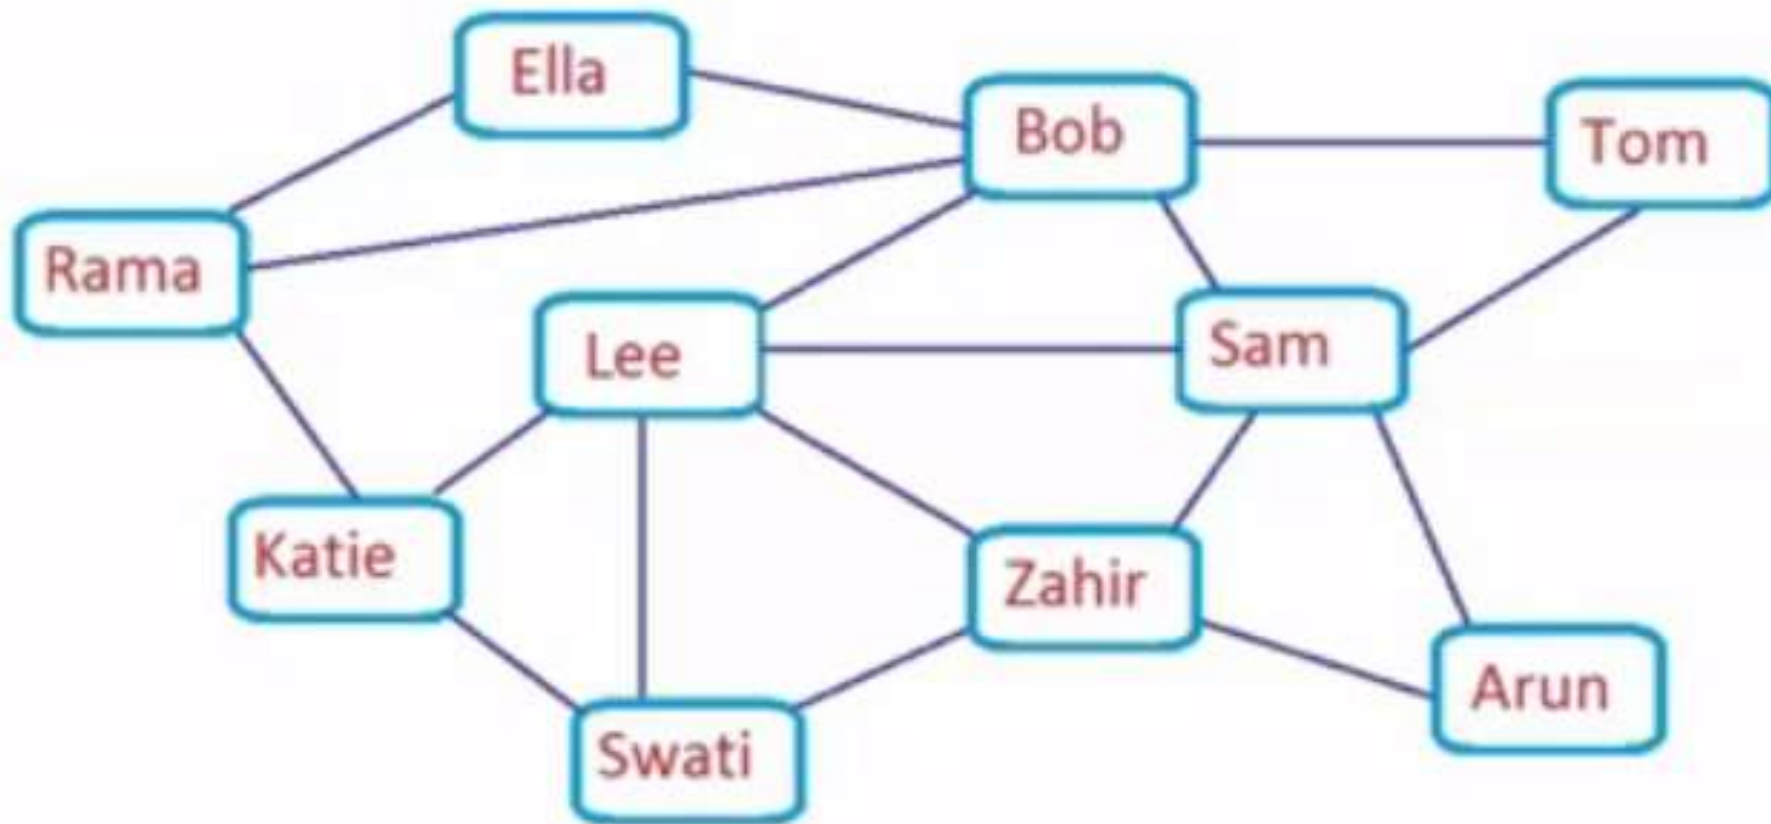 Ella
Bob
Tom
Rama
Lee
Sam
Katie
Zahir
Arun
Swati